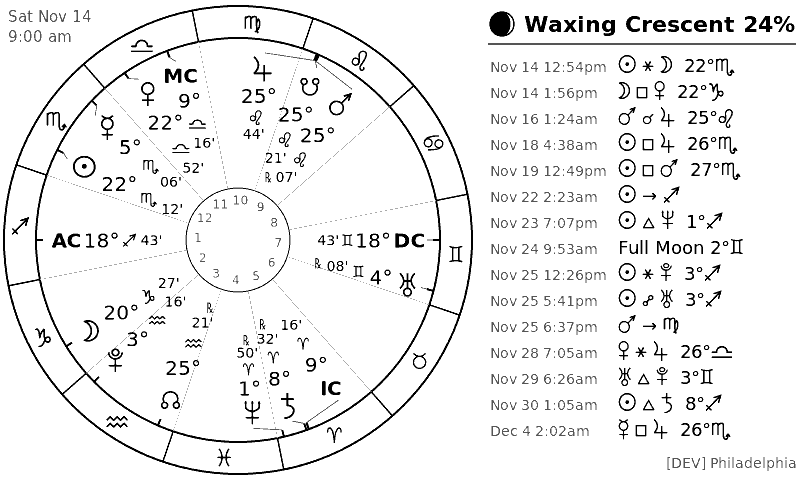 Sat Nov 14
9:00 am
MC
9°
♎
16'
♀
22°
♎
52'
☿
5°
♏
06'
☉
22°
♏
12'
♃
25°
♌
44'
☋
25°
♌
21'
℞
♂
25°
♌
07'
AC 18° ♐ 43'
43' ♊ 18° DC
℞ 08' ♊ 4° ♅
☽ 20° ♑ 27'
♇ 3° ♒ 16'
☊ 25° ♒ 21' ℞
♆ 1° ♈ 50' ℞
♄ 8° ♈ 32' ℞
IC 9° ♈ 16'
1
2
3
4
5
6
7
8
9
10
11
12
♍
♌
♋
♊
♉
♈
♓
♒
♑
♐
♏
♎
Waxing Crescent 24%
Nov 14 12:54pm ☉ ⚹ ☽ 22°♏
Nov 14 1:56pm ☽ □ ♀ 22°♑
Nov 16 1:24am ♂ ☌ ♃ 25°♌
Nov 18 4:38am ☉ □ ♃ 26°♏
Nov 19 12:49pm ☉ □ ♂ 27°♏
Nov 22 2:23am ☉ → ♐
Nov 23 7:07pm ☉ △ ♆ 1°♐
Nov 24 9:53am Full Moon 2°♊
Nov 25 12:26pm ☉ ⚹ ♇ 3°♐
Nov 25 5:41pm ☉ ☍ ♅ 3°♐
Nov 25 6:37pm ♂ → ♍
Nov 28 7:05am ♀ ⚹ ♃ 26°♎
Nov 29 6:26am ♅ △ ♇ 3°♊
Nov 30 1:05am ☉ △ ♄ 8°♐
Dec 4 2:02am ☿ □ ♃ 26°♏
[DEV] Philadelphia